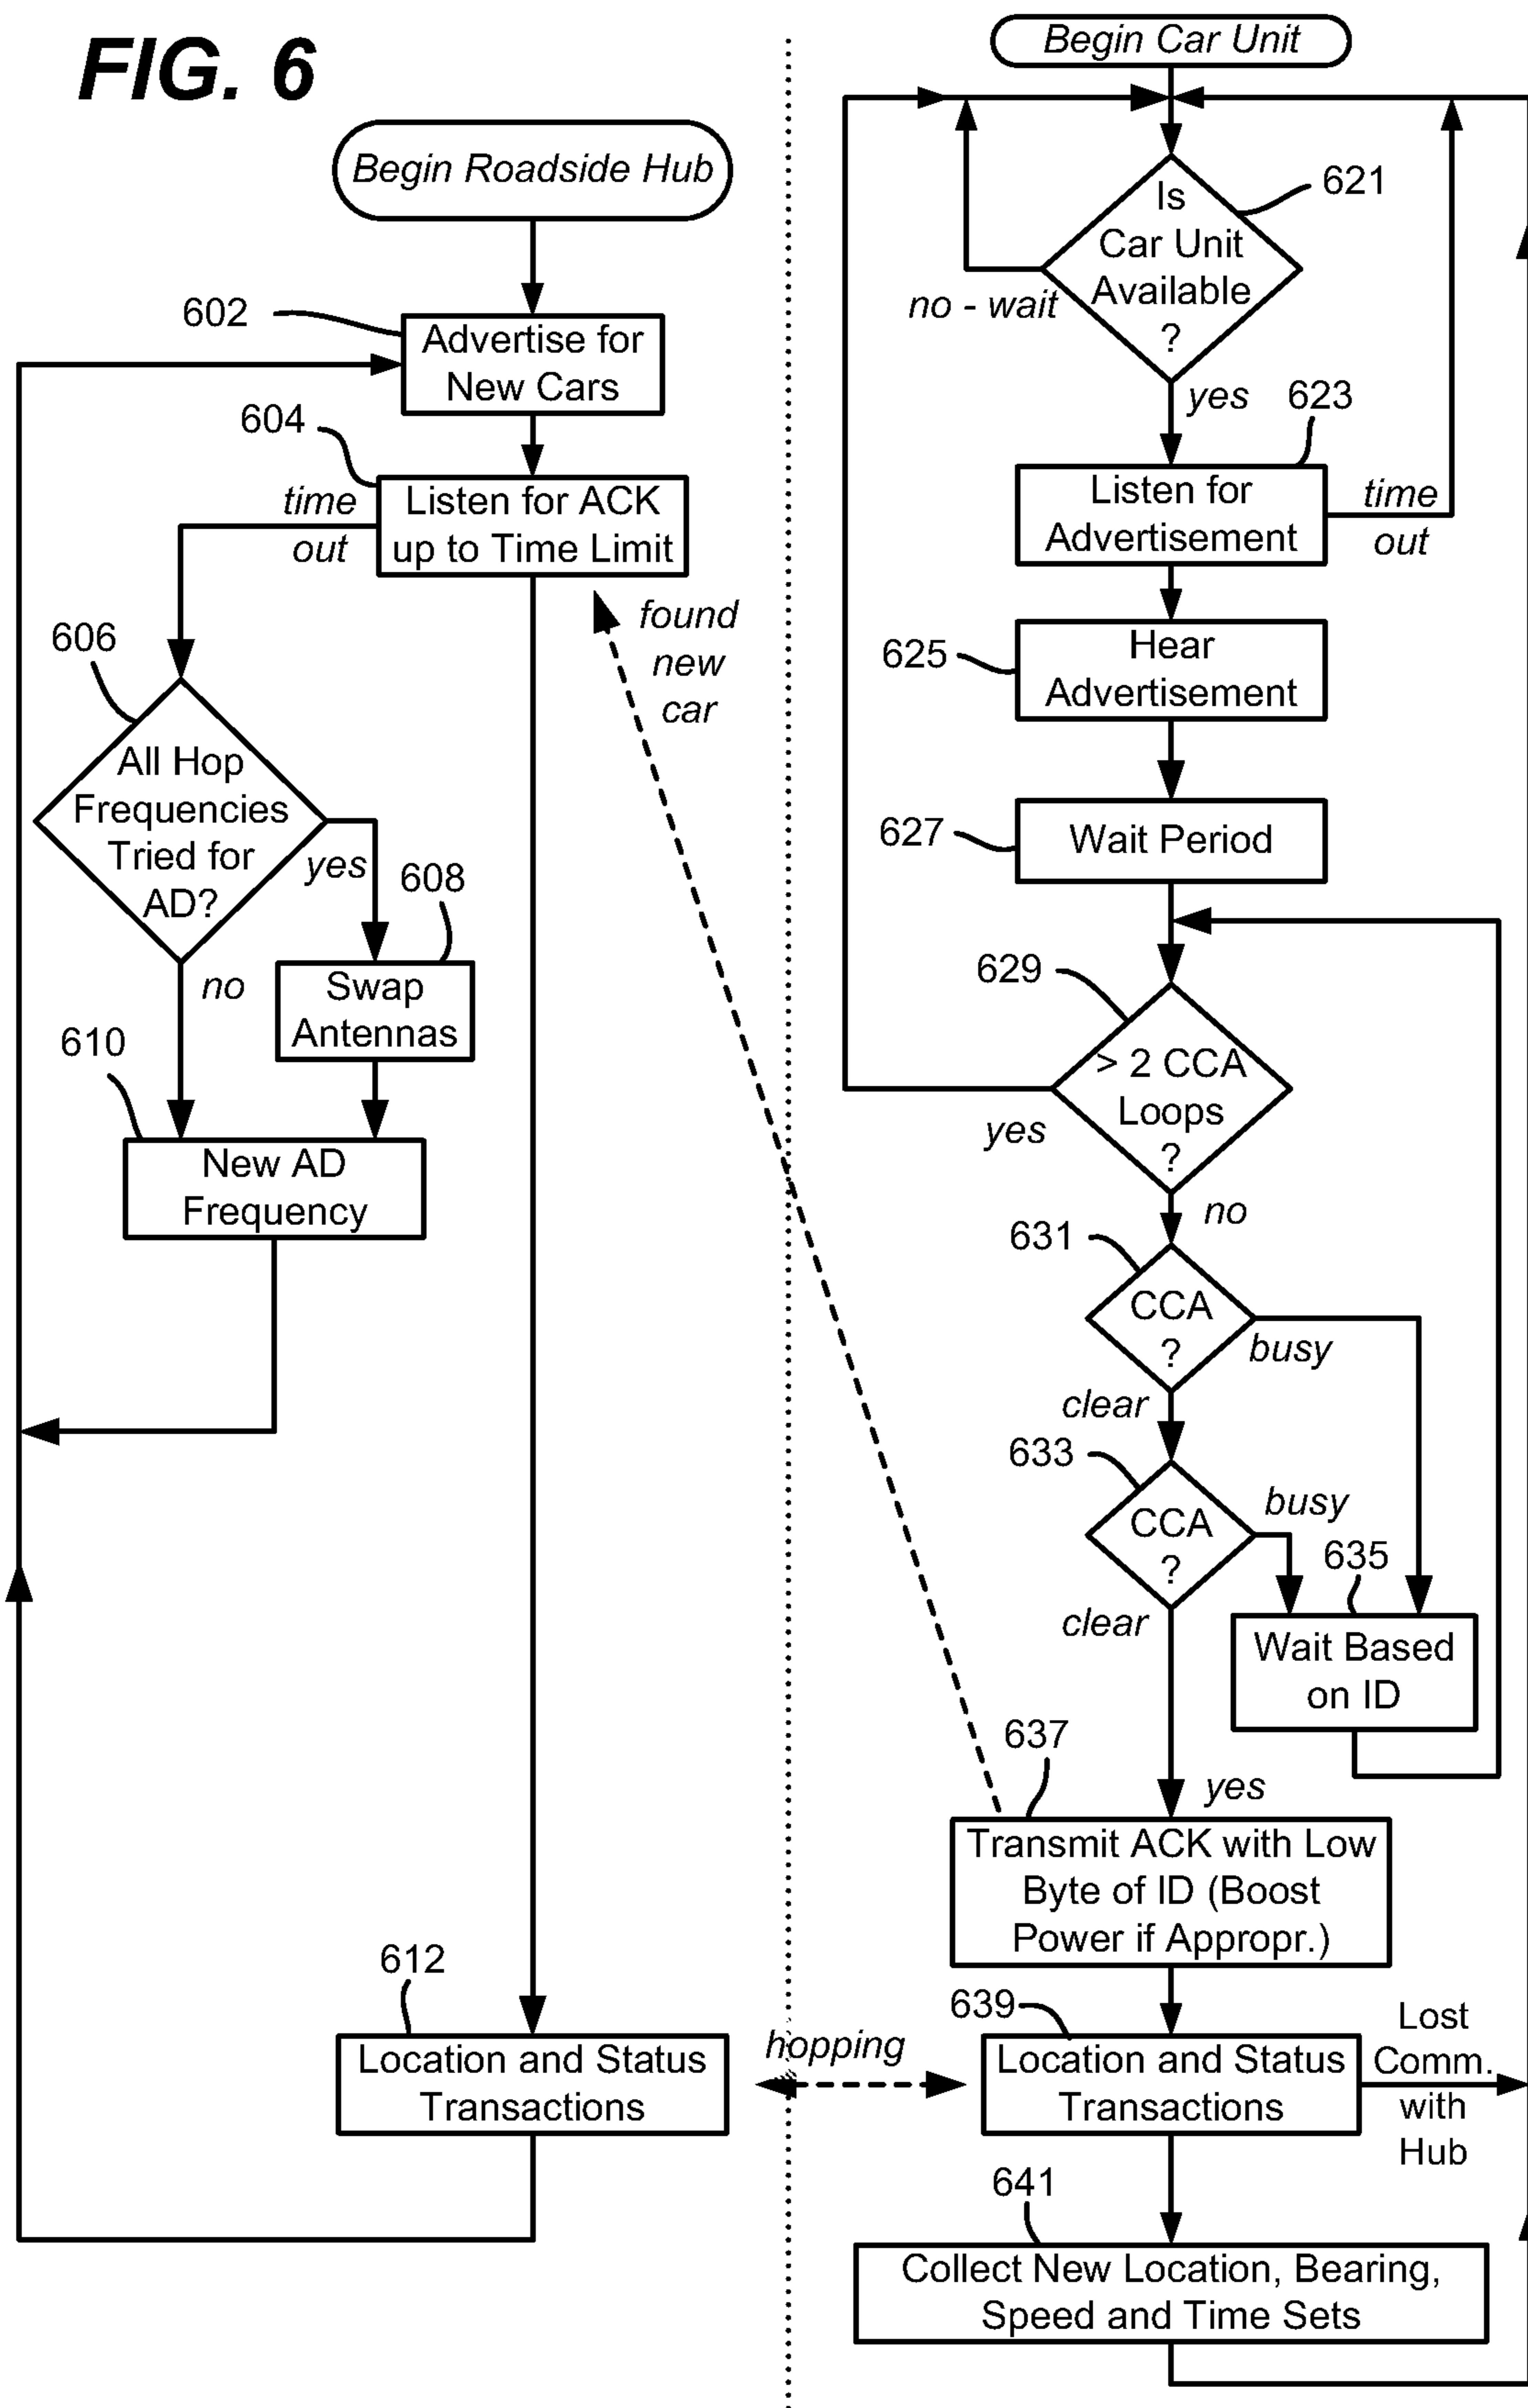 FIG. 6
Begin Roadside Hub
602
Advertise for
New Cars
604
time
out
Listen for ACK
up to Time Limit
found
new
car
606
All Hop
Frequencies
Tried for
AD?
yes
608
no
Swap
Antennas
610
New AD
Frequency
612
Location and Status
Transactions
hopping
Begin Car Unit
621
Is
Car Unit
Available
?
no - wait
yes
623
Listen for
Advertisement
time
out
625
Hear
Advertisement
627
Wait Period
629
> 2 CCA
Loops
?
yes
no
631
CCA
?
busy
clear
633
CCA
?
busy
clear
635
Wait Based
on ID
637
yes
Transmit ACK with Low
Byte of ID (Boost
Power if Appropr.)
639
Location and Status
Transactions
Lost
Comm.
with
Hub
641
Collect New Location, Bearing,
Speed and Time Sets